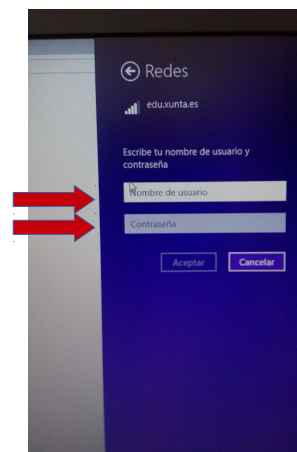 Redes
edu.xunta.es
Escribe tu nombre de usuario y
contraseña
Nombre de usuario
Contraseña
Aceptar
Cancelar